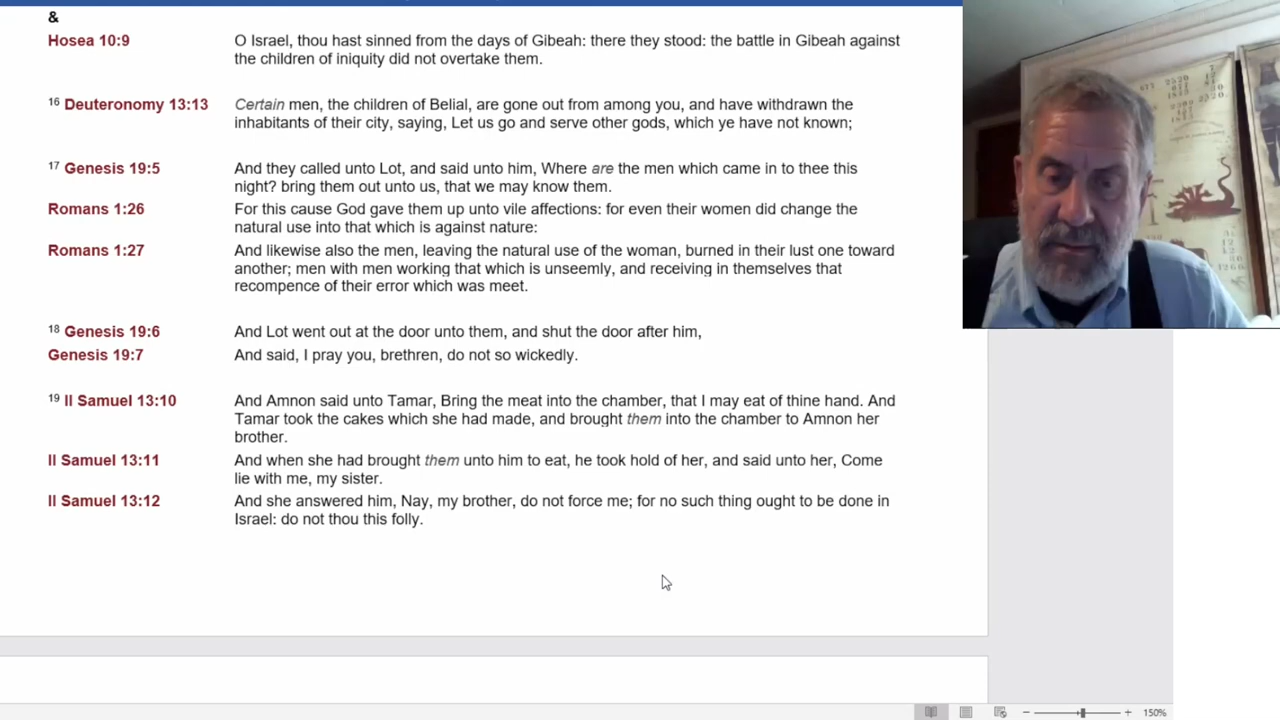 &
Hosea 10:9 O Israel, thou hast sinned from the days of Gibeah: there they stood: the battle in Gibeah against
the children of iniquity did not overtake them.
16 Deuteronomy 13:13 Certain men, the children of Belial, are gone out from among you, and have withdrawn the
inhabitants of their city, saying, Let us go and serve other gods, which ye have not known;
17 Genesis 19:5 And they called unto Lot, and said unto him, Where are the men which came in to thee this
night? bring them out unto us, that we may know them.
Romans 1:26 For this cause God gave them up unto vile affections: for even their women did change the
natural use into that which is against nature:
Romans 1:27 And likewise also the men, leaving the natural use of the woman, burned in their lust one toward
another; men with men working that which is unseemly, and receiving in themselves that
recompence of their error which was meet.
18 Genesis 19:6 And Lot went out at the door unto them, and shut the door after him,
Genesis 19:7 And said, I pray you, brethren, do not so wickedly.
19 II Samuel 13:10 And Amnon said unto Tamar, Bring the meat into the chamber, that I may eat of thine hand. And
Tamar took the cakes which she had made, and brought them into the chamber to Amnon her
brother.
II Samuel 13:11 And when she had brought them unto him to eat, he took hold of her, and said unto her, Come
lie with me, my sister.
II Samuel 13:12 And she answered him, Nay, my brother, do not force me; for no such thing ought to be done in
Israel: do not thou this folly.
2520
150%